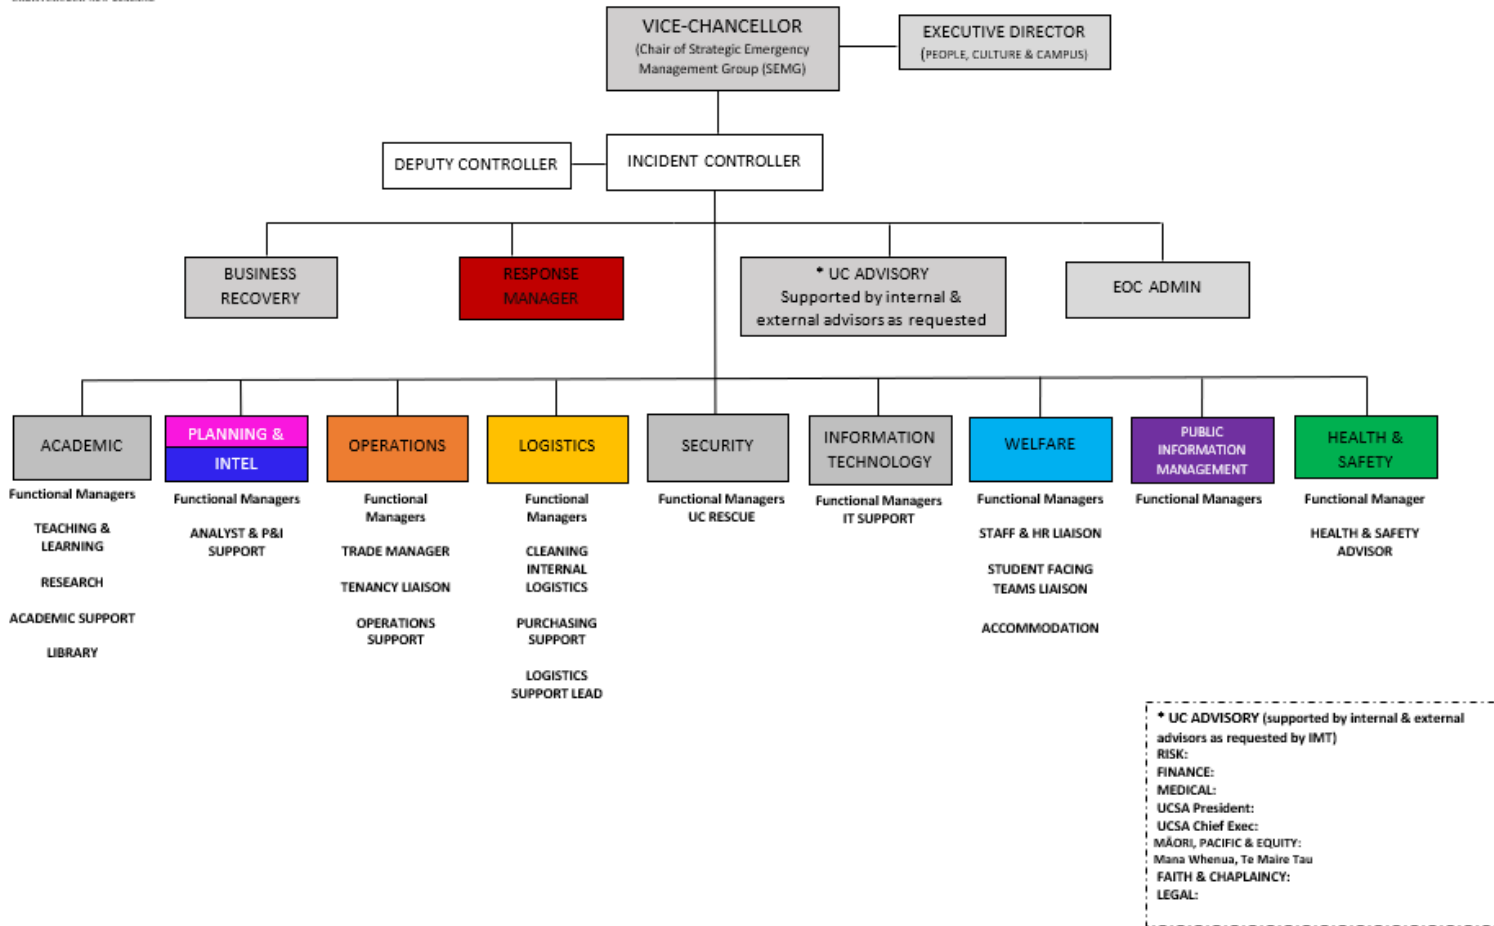 VICE-CHANCELLOR
(Chair of Strategic Emergency
Management Group (SEMG)
EXECUTIVE DIRECTOR
(PEOPLE, CULTURE & CAMPUS)
DEPUTY CONTROLLER
INCIDENT CONTROLLER
BUSINESS
RECOVERY
RESPONSE
MANAGER
* UC ADVISORY
Supported by internal &
external advisors as requested
EOC ADMIN
ACADEMIC
Functional Managers
TEACHING &
LEARNING
RESEARCH
ACADEMIC SUPPORT
LIBRARY
PLANNING &
INTEL
Functional Managers
ANALYST & P&I
SUPPORT
OPERATIONS
Functional
Managers
TRADE MANAGER
TENANCY LIAISON
OPERATIONS
SUPPORT
LOGISTICS
Functional
Managers
CLEANING
INTERNAL
LOGISTICS
PURCHASING
SUPPORT
LOGISTICS
SUPPORT LEAD
SECURITY
Functional Managers
UC RESCUE
INFORMATION
TECHNOLOGY
Functional Managers
IT SUPPORT
WELFARE
Functional Managers
STAFF & HR LIAISON
STUDENT FACING
TEAMS LIAISON
ACCOMMODATION
PUBLIC
INFORMATION
MANAGEMENT
Functional Managers
HEALTH &
SAFETY
Functional Manager
HEALTH & SAFETY
ADVISOR
* UC ADVISORY (supported by internal & external
advisors as requested by IMT)
RISK:
FINANCE:
MEDICAL:
UCSA President:
UCSA Chief Exec:
MĀORI, PACIFIC & EQUITY:
Mana Whenua, Te Maire Tau
FAITH & CHAPLAINCY:
LEGAL: